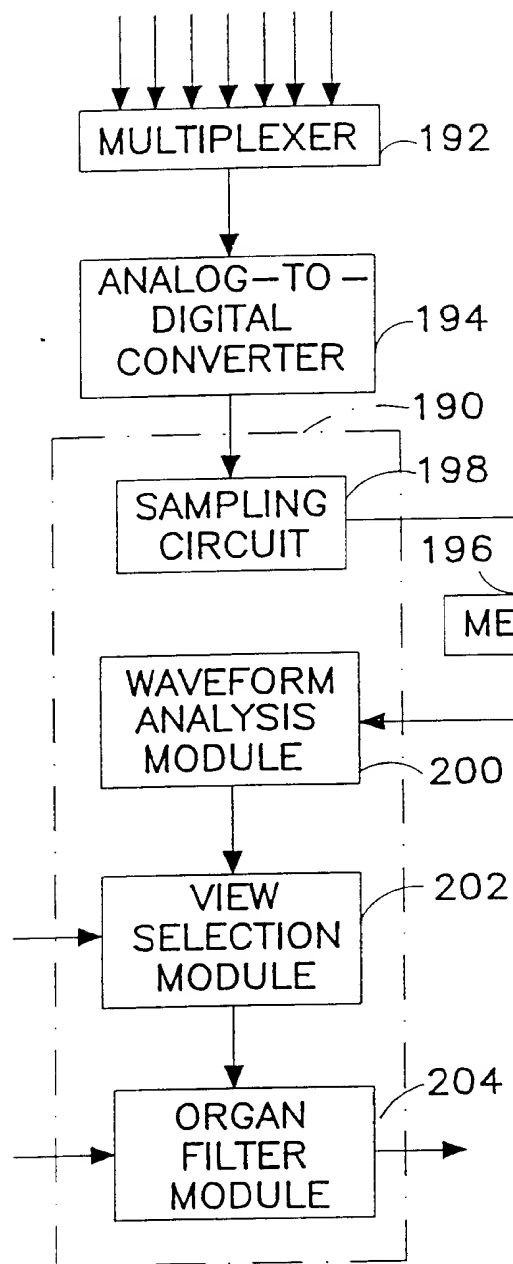 MULTIPLEXER
192
ANALOG-TO-
DIGITAL
CONVERTER
194
190
SAMPLING
CIRCUIT
198
196
ME
WAVEFORM
ANALYSIS
MODULE
200
VIEW
SELECTION
MODULE
202
ORGAN
FILTER
MODULE
204